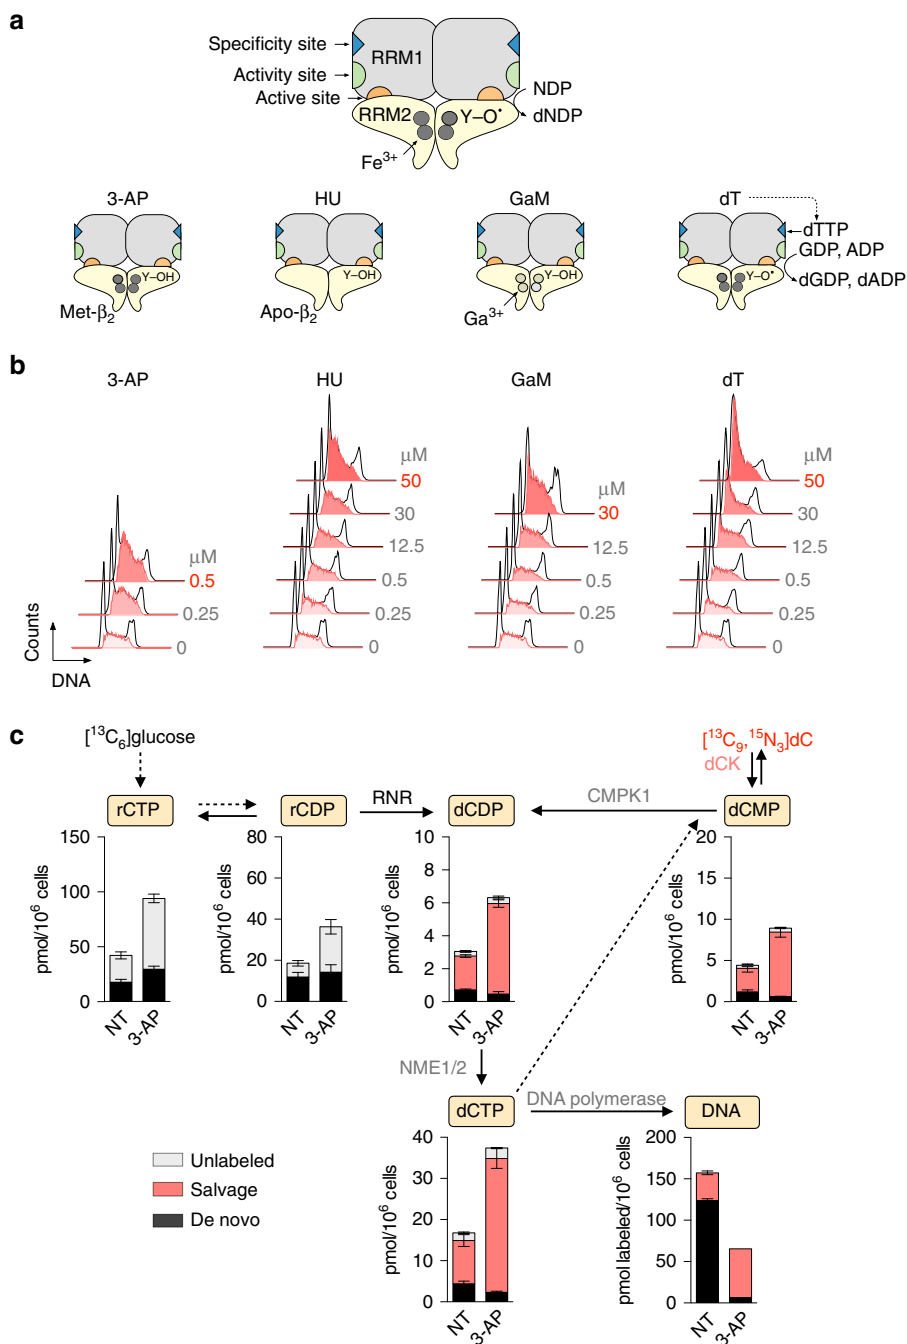 a
Specificity site
RRM1
Activity site
Active site
NDP
RRM2
Y–O•
dNDP
Fe3+
3-AP
HU
GaM
dT
dTTP
GDP, ADP
Y–OH
Y–OH
Y–OH
Y–O•
dGDP, dADP
Met-β2
Apo-β2
Ga3+
b
3-AP
HU
GaM
dT
μM
0.5
0.25
0
μM
50
30
12.5
0.5
0.25
0
μM
30
12.5
0.5
0.25
0
μM
50
30
12.5
0.5
0.25
0
Counts
DNA
c
[13C6]glucose
[13C9,15N3]dC
dCK
rCTP
rCDP
RNR
dCDP
CMPK1
dCMP
pmol/106 cells
150
100
50
0
NT
3-AP
pmol/106 cells
80
60
40
20
0
NT
3-AP
pmol/106 cells
10
8
6
4
2
0
NT
3-AP
pmol/106 cells
20
15
10
5
0
NT
3-AP
NME1/2
dCTP
DNA polymerase
DNA
pmol/106 cells
40
30
20
10
0
NT
3-AP
pmol labeled/106 cells
200
150
100
50
0
NT
3-AP
Unlabeled
Salvage
De novo